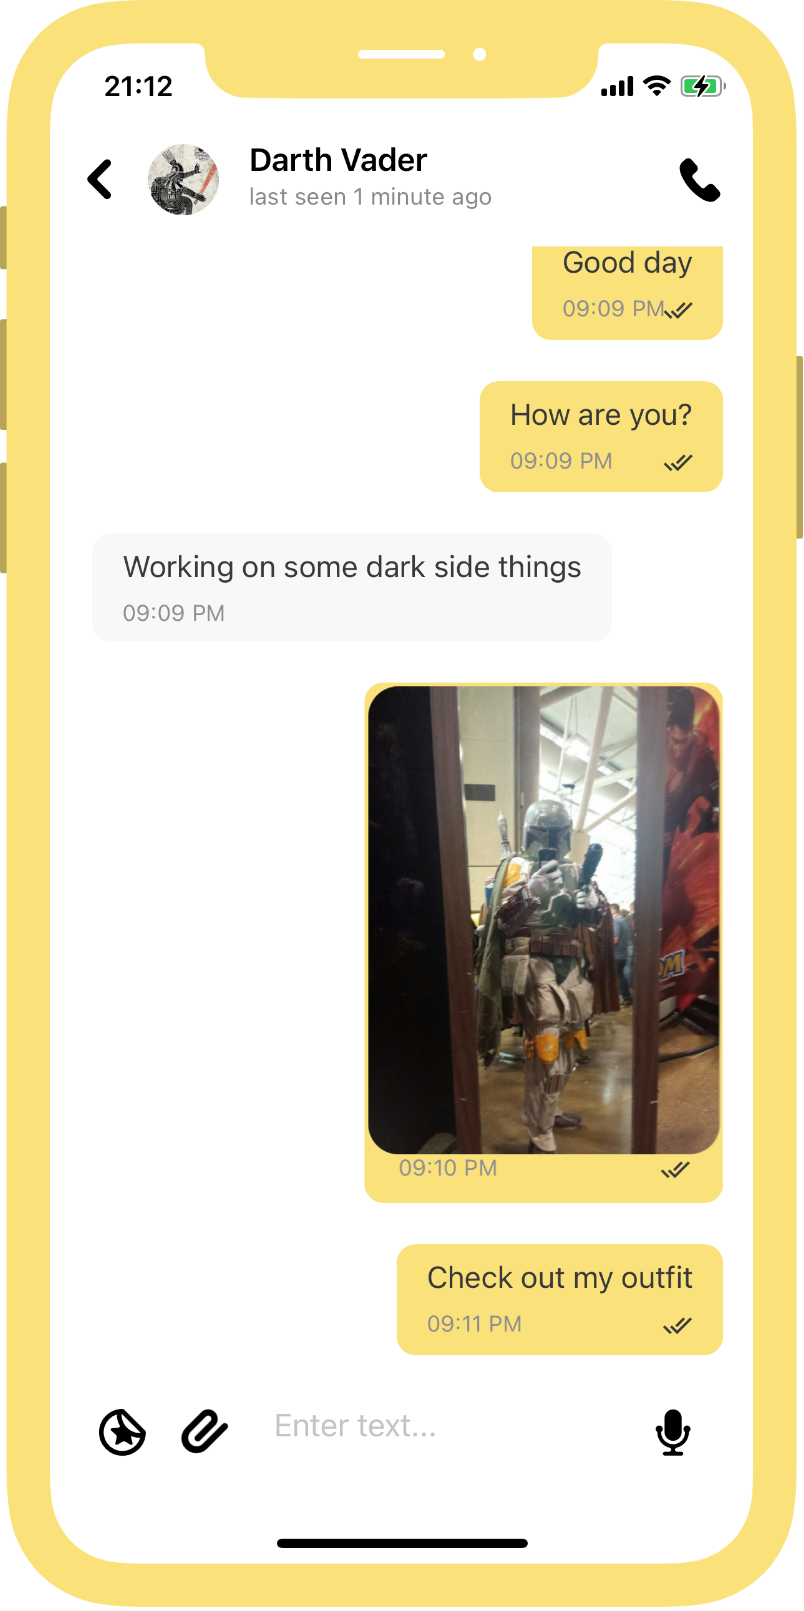 21:12
Darth Vader
last seen 1 minute ago
Good day
09:09 PM
How are you?
09:09 PM
Working on some dark side things
09:09 PM
09:10 PM
Check out my outfit
09:11 PM
Enter text...